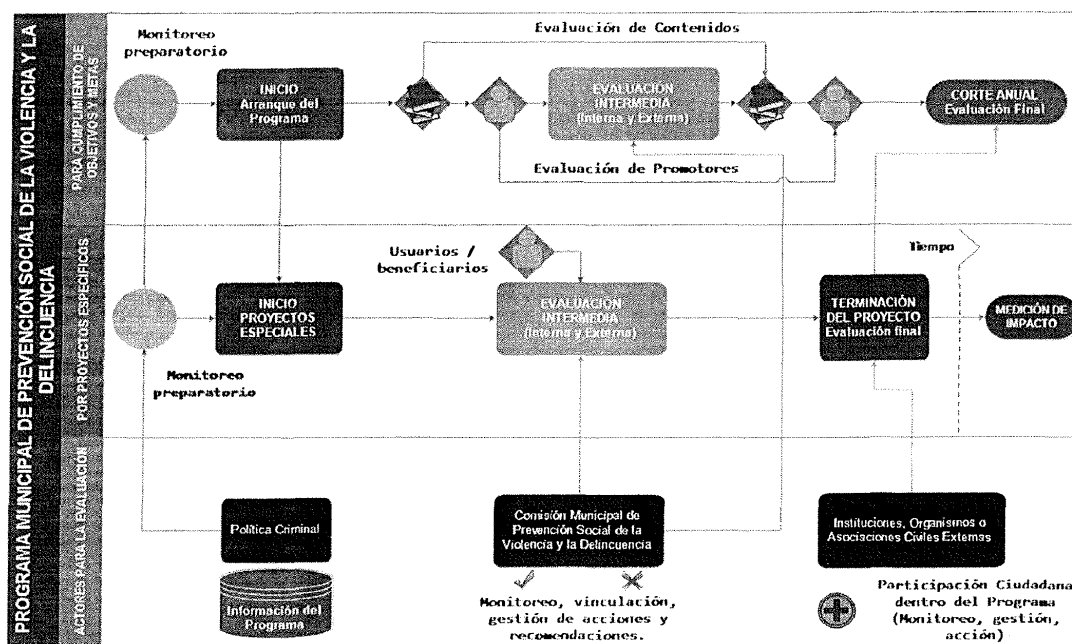 PROGRAMA MUNICIPAL DE PREVENCIÓN SOCIAL DE LA VIOLENCIA Y LA
DELINCUENCIA
PARA CUMPLIMIENTO DE
OBJETIVOS Y METAS
Monitoreo
preparatorio
INICIO
Arranque del
Programa
Evaluación de Contenidos
EVALUACIÓN
INTERMEDIA
(Interna y Externa)
Evaluación de Promotores
CORTE ANUAL
Evaluación Final
POR PROYECTOS ESPECIFICOS
Monitoreo
preparatorio
INICIO
PROYECTOS
ESPECIALES
Usuarios /
beneficiarios
EVALUACIÓN
INTERMEDIA
(Interna y Externa)
TERMINACIÓN
DEL PROYECTO
Evaluación final
Tiempo
MEDICIÓN DE
IMPACTO
ACTORES PARA LA EVALUACIÓN
Política Criminal
Información del
Programa
Comisión Municipal de
Prevención Social de la
Violencia y la Delincuencia
Monitoreo, vinculación,
gestión de acciones y
recomendaciones.
Instituciones, Organismos o
Asociaciones Civiles Externas
Participación Ciudadana
dentro del Programa
(Monitoreo, gestión,
acción)